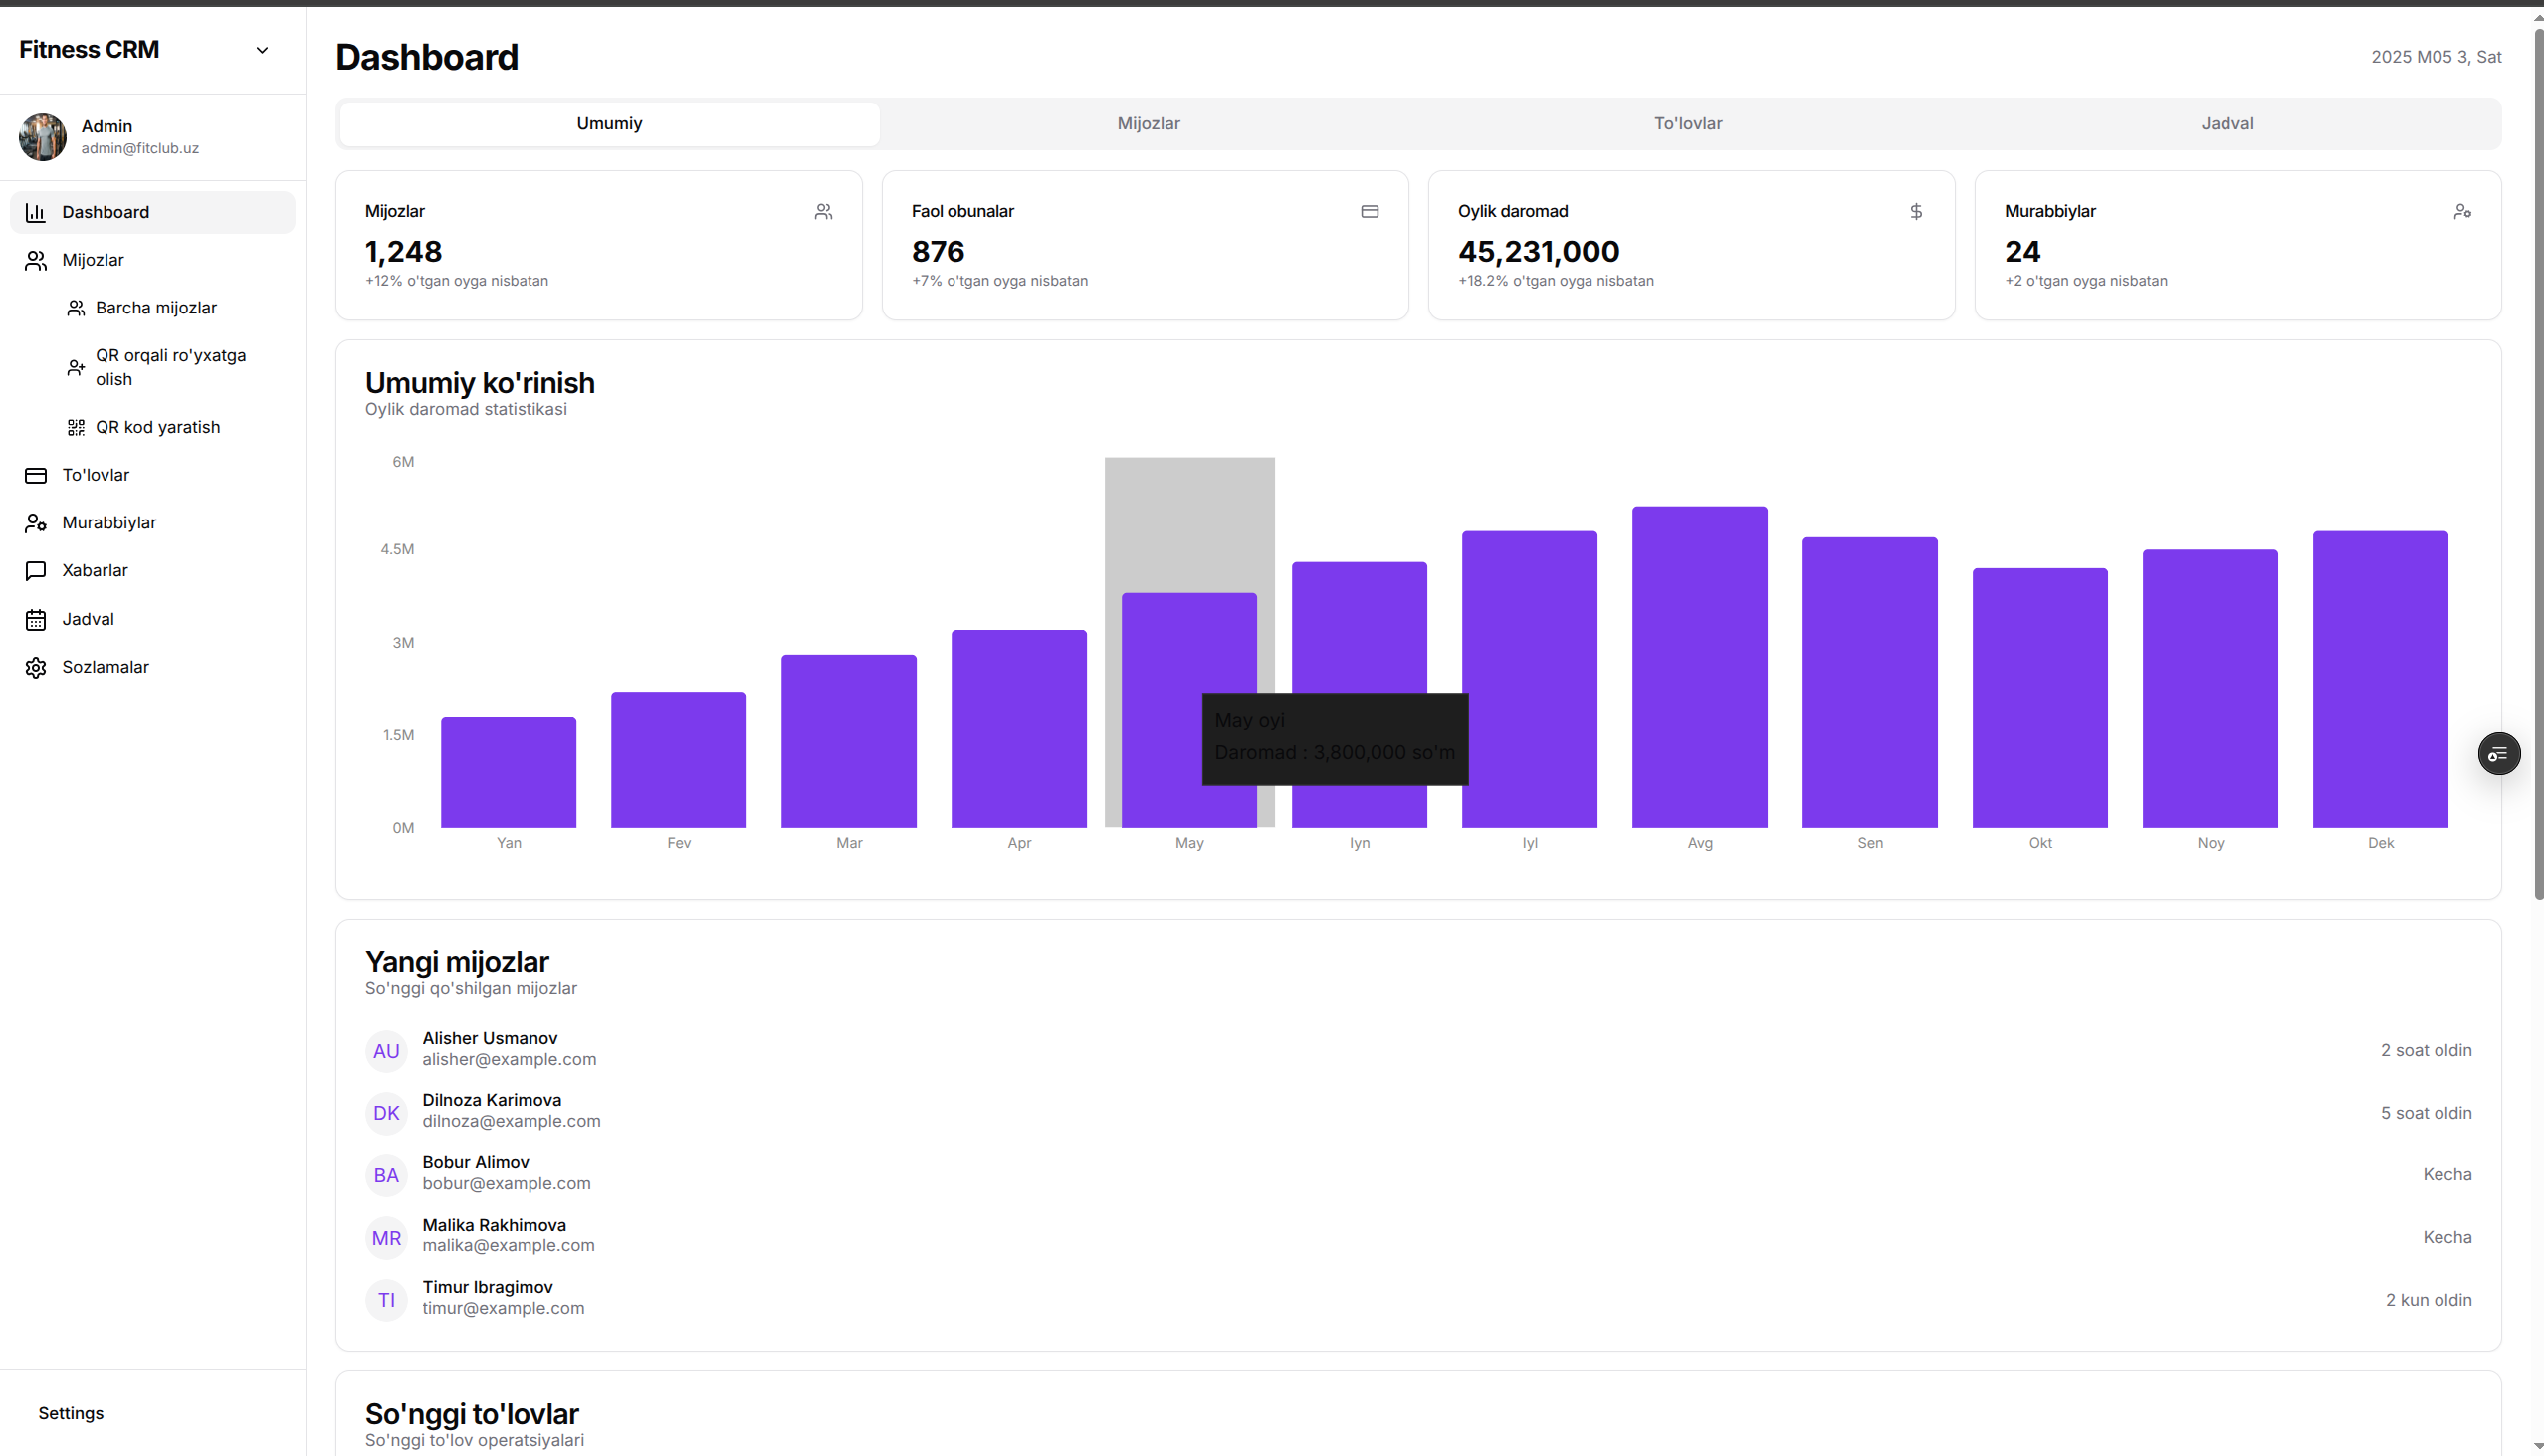 Fitness CRM
Admin
admin@fitclub.uz
Dashboard
Mijozlar
Barcha mijozlar
QR orqali ro'yxatga
olish
QR kod yaratish
To'lovlar
Murabbiylar
Xabarlar
Jadval
Sozlamalar
Settings
Dashboard
2025 M05 3, Sat
Umumiy
Mijozlar
To'lovlar
Jadval
Mijozlar
1,248
+12% o'tgan oyga nisbatan
Faol obunalar
876
+7% o'tgan oyga nisbatan
Oylik daromad
45,231,000
+18.2% o'tgan oyga nisbatan
Murabbiylar
24
+2 o'tgan oyga nisbatan
Umumiy ko'rinish
Oylik daromad statistikasi
6M
4.5M
3M
1.5M
0M
May oyi
Daromad : 3,800,000 so'm
Yan
Fev
Mar
Apr
May
Iyn
Iyl
Avg
Sen
Okt
Noy
Dek
Yangi mijozlar
So'nggi qo'shilgan mijozlar
AU
Alisher Usmanov
alisher@example.com
2 soat oldin
DK
Dilnoza Karimova
dilnoza@example.com
5 soat oldin
BA
Bobur Alimov
bobur@example.com
Kecha
MR
Malika Rakhimova
malika@example.com
Kecha
TI
Timur Ibragimov
timur@example.com
2 kun oldin
So'nggi to'lovlar
So'nggi to'lov operatsiyalari